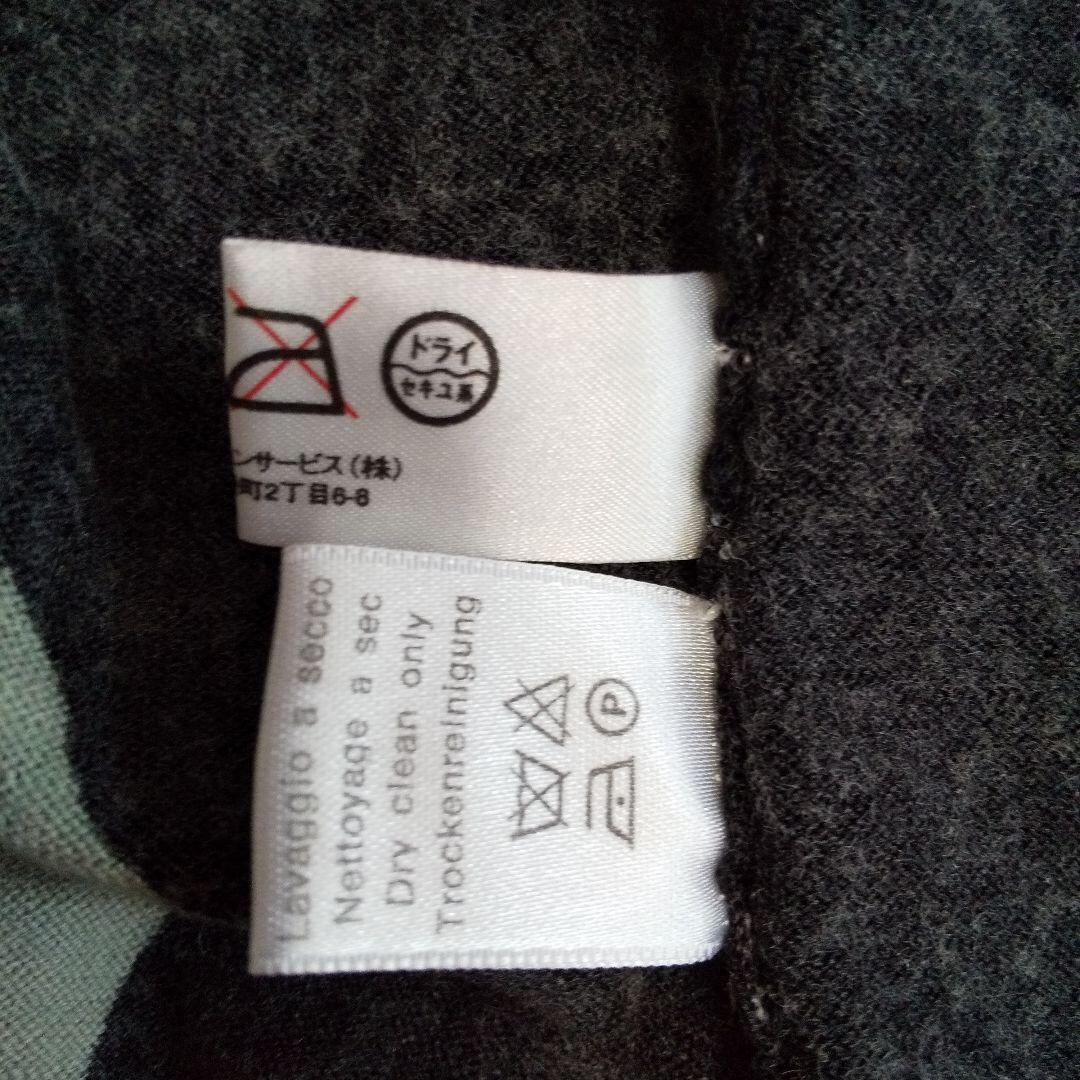 ドライ
セキユ系
ンサービス(株)
町2丁目6-8
Lavaggio a secco
Nettoyage a sec
Dry clean only
Trockenreinigung
P